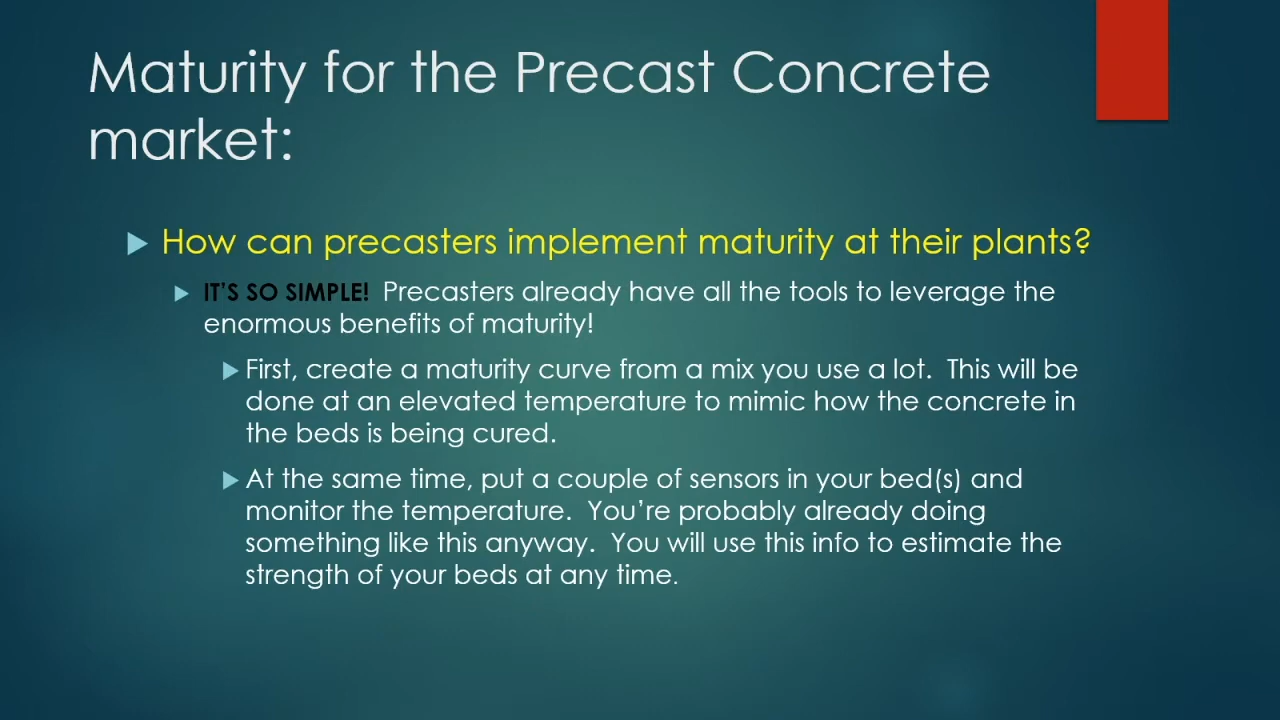 Maturity for the Precast Concrete
market:
How can precasters implement maturity at their plants?
IT'S SO SIMPLE!  Precasters already have all the tools to leverage the
enormous benefits of maturity!
First, create a maturity curve from a mix you use a lot.  This will be
done at an elevated temperature to mimic how the concrete in
the beds is being cured.
At the same time, put a couple of sensors in your bed(s) and
monitor the temperature.  You’re probably already doing
something like this anyway.  You will use this info to estimate the
strength of your beds at any time.